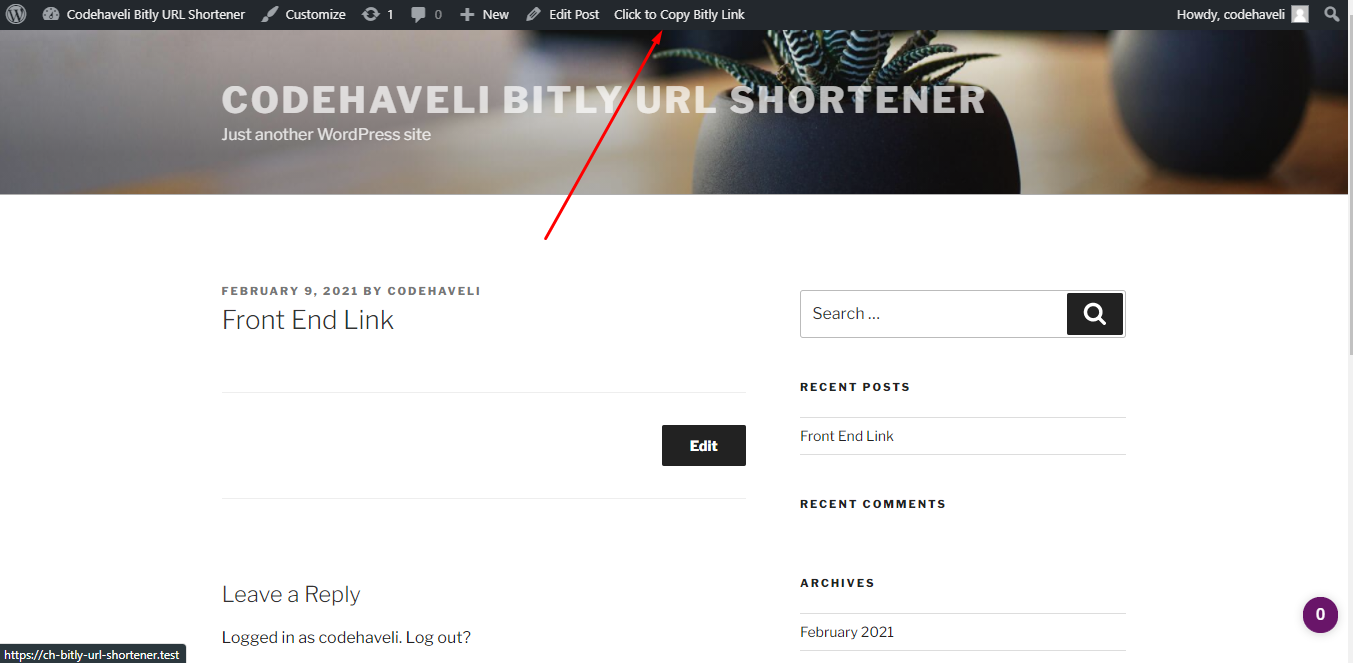 Codehaveli Bitly URL Shortener Customize 1 0 New Edit Post Click to Copy Bitly Link Howdy, codehaveli
CODEHAVELI BITLY URL SHORTENER
Just another WordPress site
FEBRUARY 9, 2021 BY CODEHAVELI
Front End Link
Edit
Leave a Reply
Logged in as codehaveli. Log out?
Search …
RECENT POSTS
Front End Link
RECENT COMMENTS
ARCHIVES
February 2021
0
https://ch-bitly-url-shortener.test